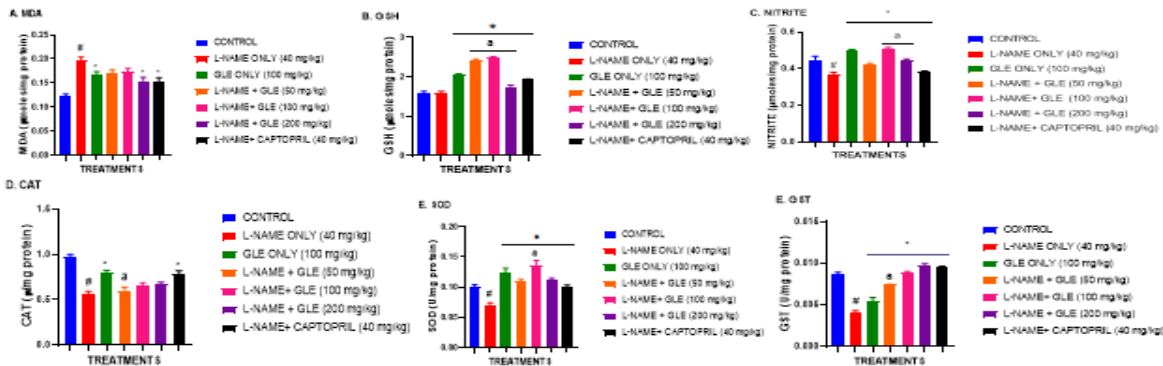 A. MDA
MDA (µmoles/mg protein)
0.25
0.20
0.15
0.10
0.05
0.00
#
*
*
*
TREATMENTS
CONTROL
L-NAME ONLY (40 mg/kg)
GLE ONLY (100 mg/kg)
L-NAME + GLE (50 mg/kg)
L-NAME+ GLE (100 mg/kg)
L-NAME + GLE (200 mg/kg)
L-NAME+ CAPTOPRIL (40 mg/kg)
B. GSH
GSH (µmoles/mg protein)
3
2
1
0
*
a
TREATMENTS
CONTROL
L-NAME ONLY (40 mg/kg)
GLE ONLY (100 mg/kg)
L-NAME + GLE (50 mg/kg)
L-NAME+ GLE (100 mg/kg)
L-NAME + GLE (200 mg/kg)
L-NAME+ CAPTOPRIL (40 mg/kg)
C. NITRITE
NITRITE (µmoles/mg protein)
0.6
0.4
0.2
0.0
#
*
a
TREATMENTS
CONTROL
L-NAME ONLY (40 mg/kg)
GLE ONLY (100 mg/kg)
L-NAME + GLE (50 mg/kg)
L-NAME+ GLE (100 mg/kg)
L-NAME + GLE (200 mg/kg)
L-NAME+ CAPTOPRIL (40 mg/kg)
D. CAT
CAT (µ/mg protein)
1.5
1.0
0.5
0.0
#
*
a
*
TREATMENTS
CONTROL
L-NAME ONLY (40 mg/kg)
GLE ONLY (100 mg/kg)
L-NAME + GLE (50 mg/kg)
L-NAME+ GLE (100 mg/kg)
L-NAME + GLE (200 mg/kg)
L-NAME+ CAPTOPRIL (40 mg/kg)
E. SOD
SOD (U/mg protein)
0.20
0.15
0.10
0.05
0.00
#
*
a
TREATMENTS
CONTROL
L-NAME ONLY (40 mg/kg)
GLE ONLY (100 mg/kg)
L-NAME + GLE (50 mg/kg)
L-NAME+ GLE (100 mg/kg)
L-NAME + GLE (200 mg/kg)
L-NAME+ CAPTOPRIL (40 mg/kg)
E. GST
GST (U/mg protein)
0.015
0.010
0.005
0.000
#
a
*
TREATMENTS
CONTROL
L-NAME ONLY (40 mg/kg)
GLE ONLY (100 mg/kg)
L-NAME + GLE (50 mg/kg)
L-NAME+ GLE (100 mg/kg)
L-NAME + GLE (200 mg/kg)
L-NAME+ CAPTOPRIL (40 mg/kg)